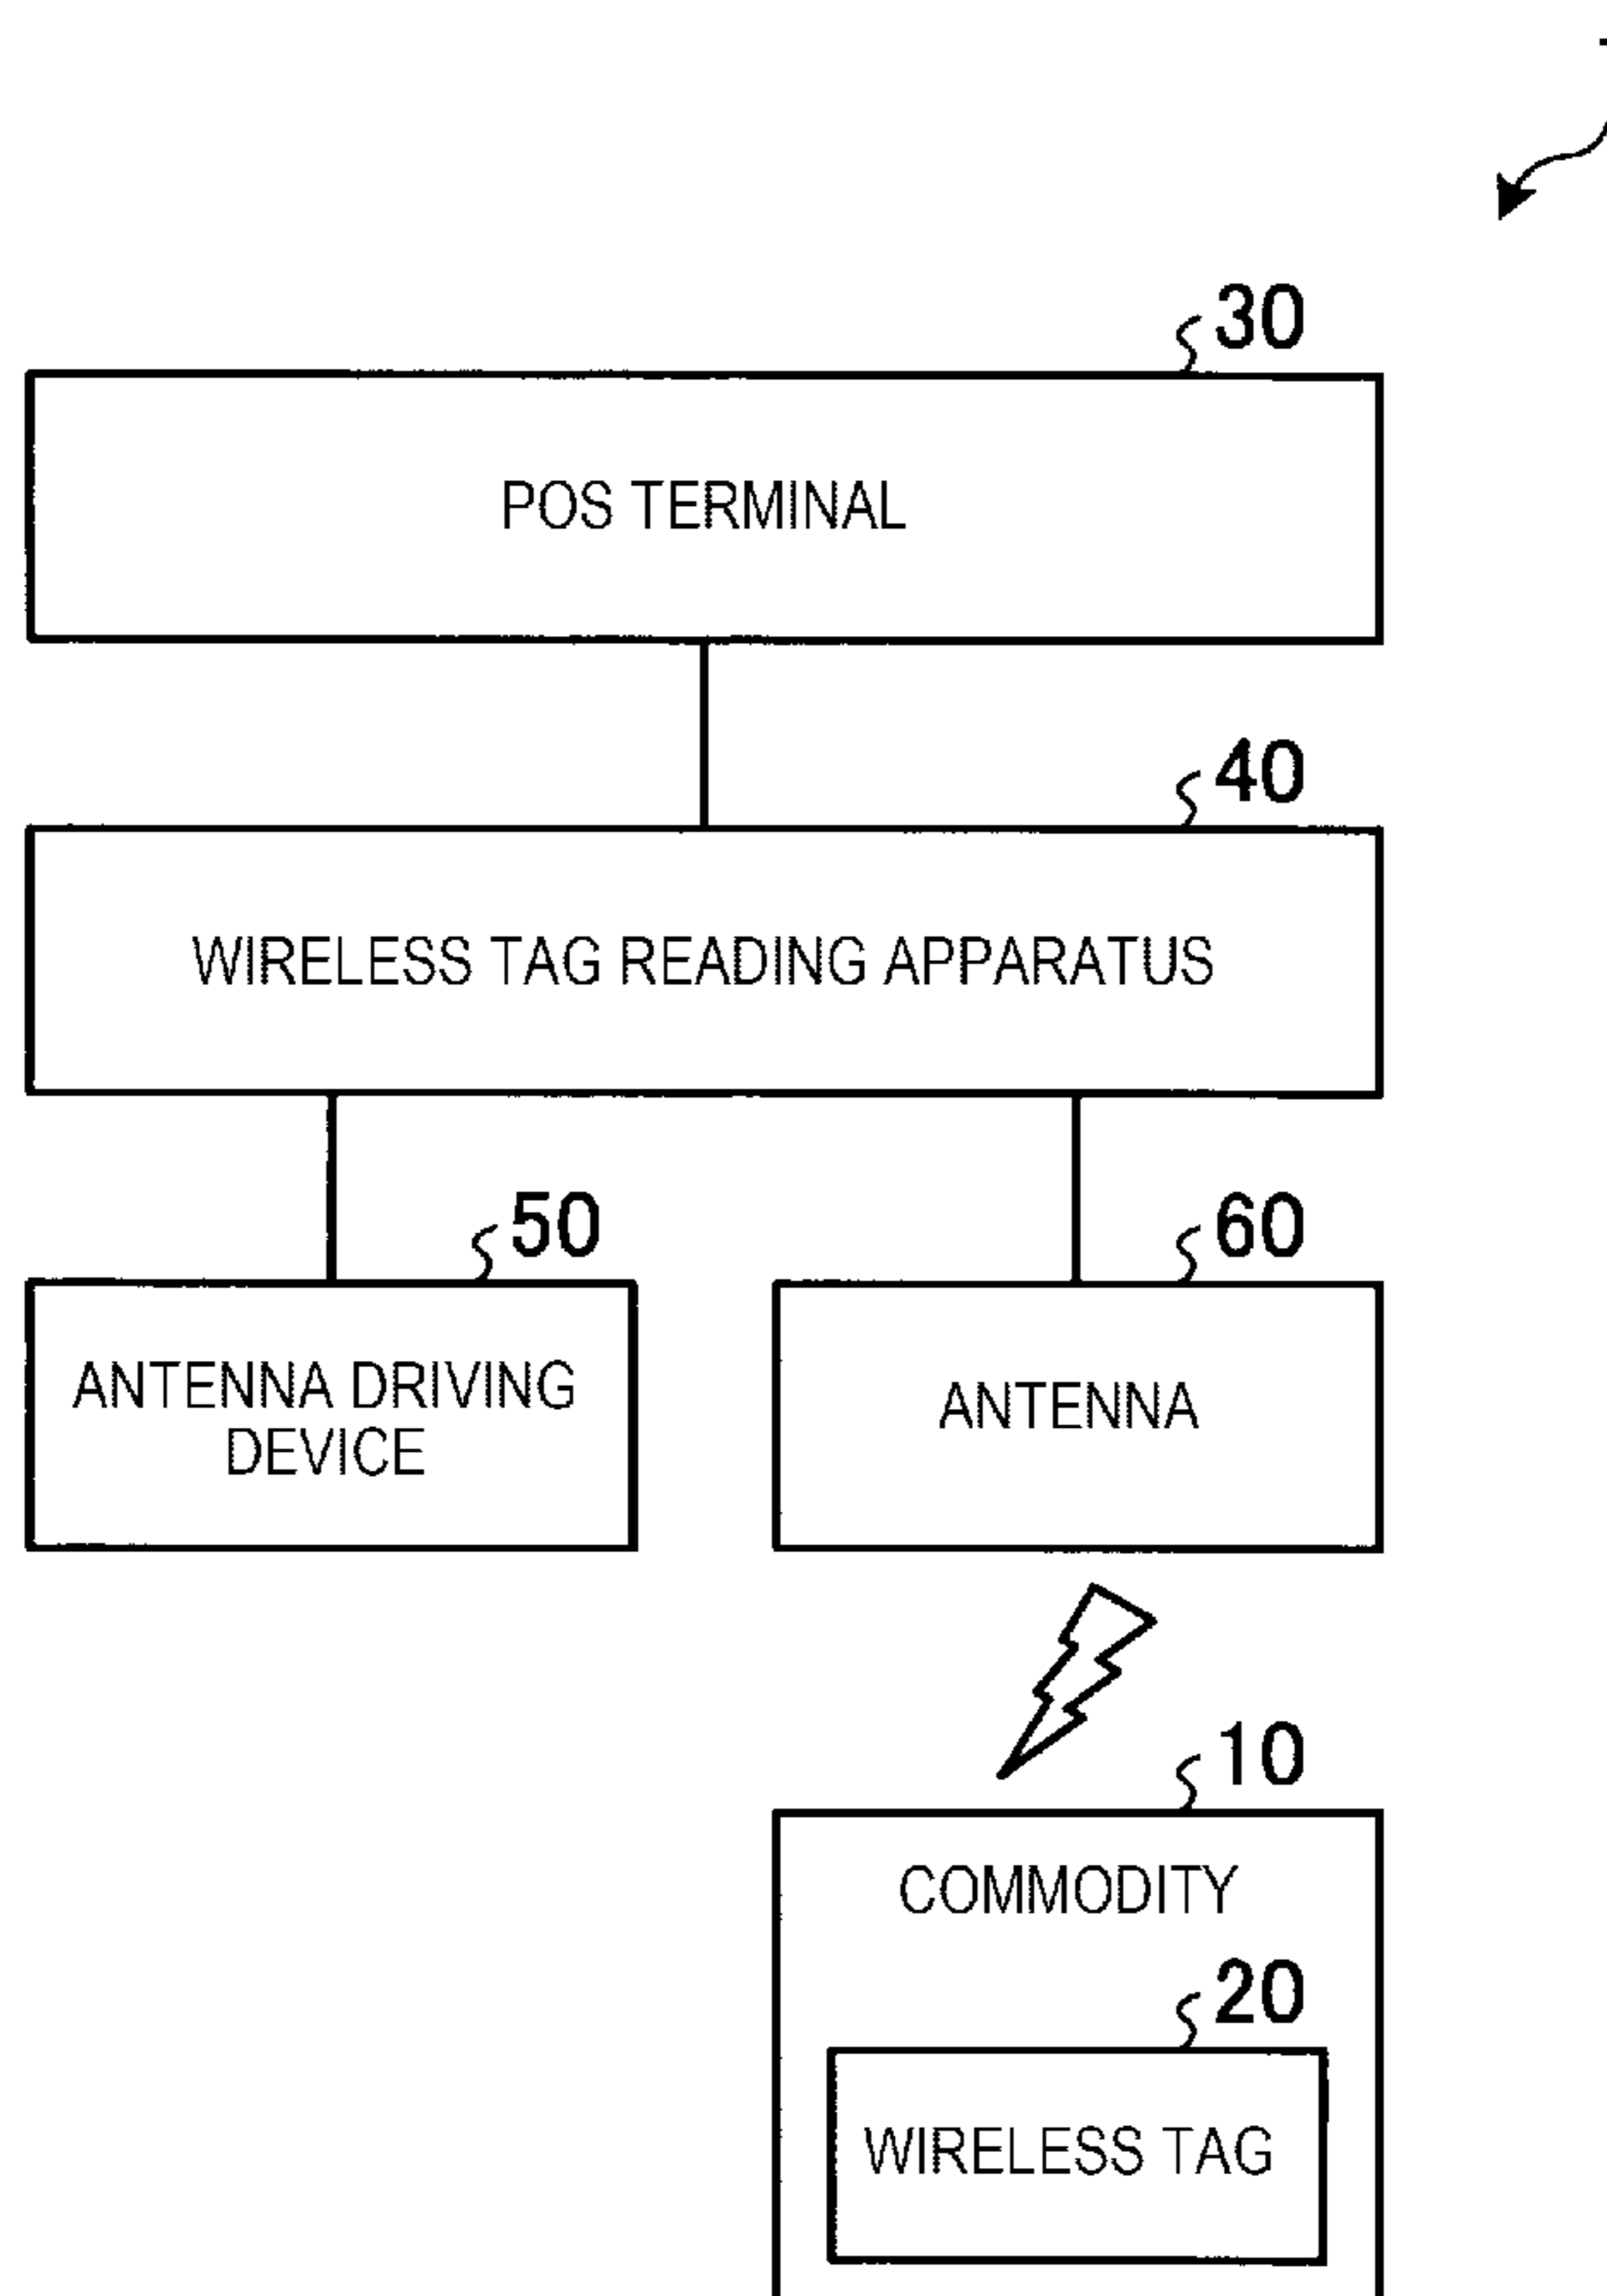 30
POS TERMINAL
40
WIRELESS TAG READING APPARATUS
50
60
ANTENNA DRIVING
DEVICE
ANTENNA
10
COMMODITY
20
WIRELESS TAG